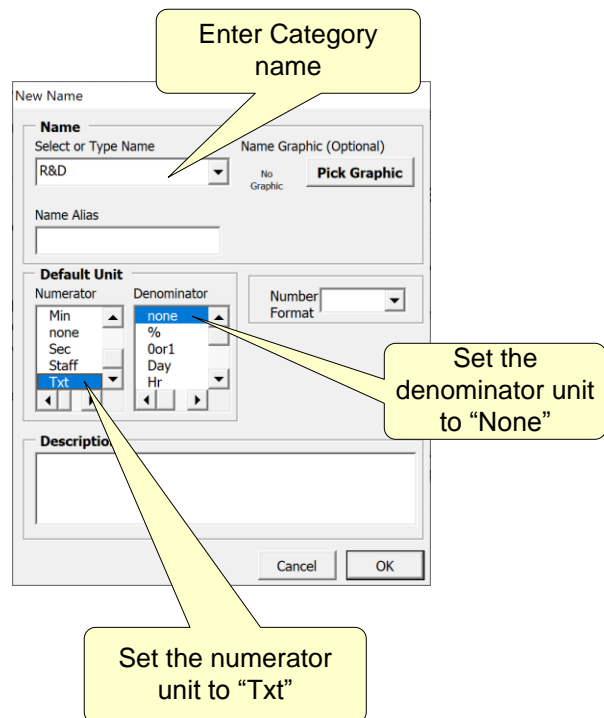 Enter Category
name
New Name
Name
Select or Type Name
Name Graphic (Optional)
R&D
No
Graphic
Pick Graphic
Name Alias
Default Unit
Numerator
Denominator
Min
none
Sec
Staff
Txt
none
%
0or1
Day
Hr
Number
Format
Set the
denominator unit
to “None”
Descriptio
Cancel
OK
Set the numerator
unit to “Txt”